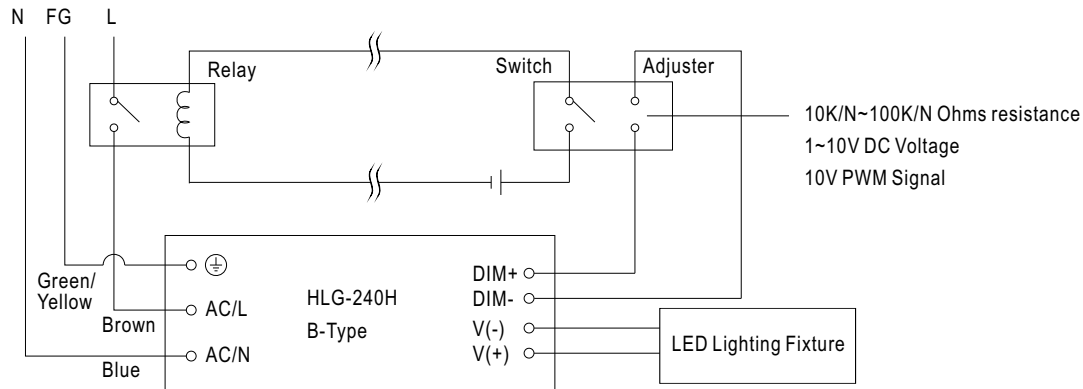 N FG L
Relay
Switch
Adjuster
10K/N~100K/N Ohms resistance
1~10V DC Voltage
10V PWM Signal
Green/
Yellow
Brown
Blue
AC/L
AC/N
HLG-240H
B-Type
DIM+
DIM-
V(-)
V(+)
LED Lighting Fixture